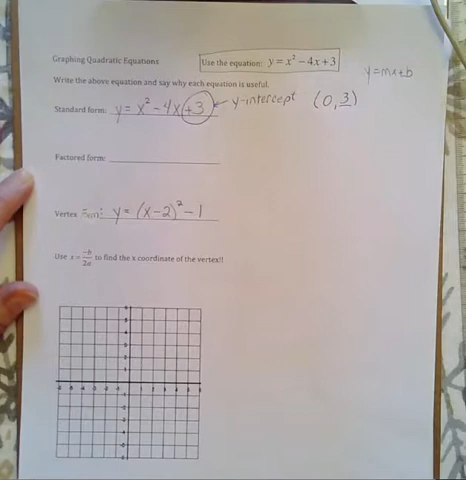 Graphing Quadratic Equations
Use the equation: y = x² − 4x + 3
y = mx + b
Write the above equation and say why each equation is useful.
Standard form: y = x² − 4x + 3 ← y-intercept (0, 3)
Factored form:
Vertex y = (x−2)² − 1
Use x = −b/2a to find the x coordinate of the vertex!!